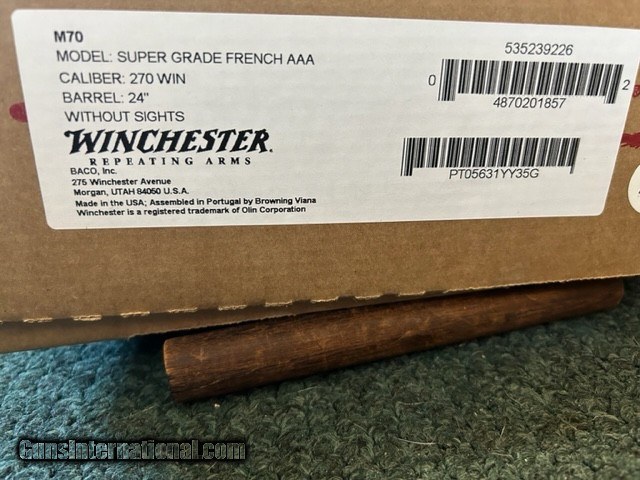 M70
MODEL: SUPER GRADE FRENCH AAA
CALIBER: 270 WIN
BARREL: 24"
WITHOUT SIGHTS
WINCHESTER.
REPEATING ARMS
BACO, Inc.
275 Winchester Avenue
Morgan, UTAH 84050 U.S.A.
Made in the USA; Assembled in Portugal by Browning Viana
Winchester is a registered trademark of Olin Corporation
535239226
0 4870201857 2
PT05631YY35G
GunsInternational.com